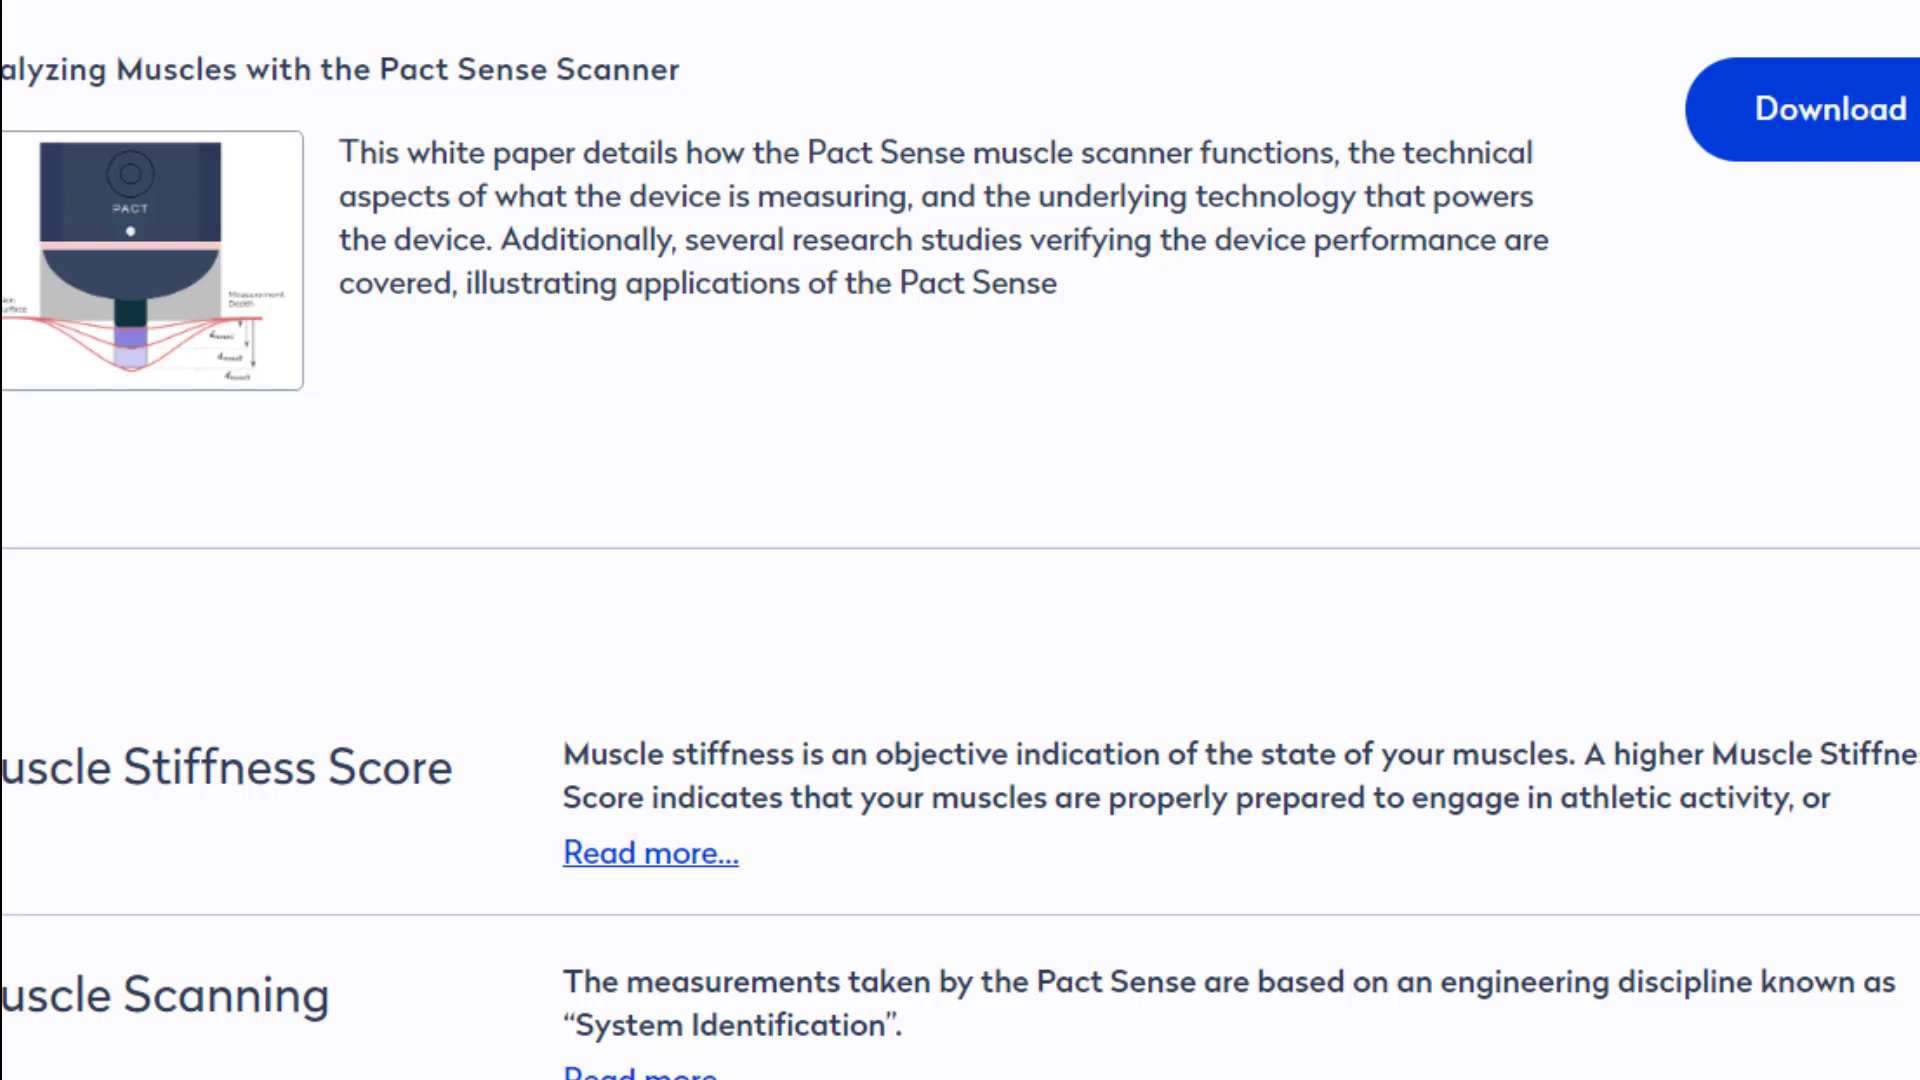 alyzing Muscles with the Pact Sense Scanner
Download
This white paper details how the Pact Sense muscle scanner functions, the technical
aspects of what the device is measuring, and the underlying technology that powers
the device. Additionally, several research studies verifying the device performance are
covered, illustrating applications of the Pact Sense
PACT
Measurement
Depth
uscle Stiffness Score
Muscle stiffness is an objective indication of the state of your muscles. A higher Muscle Stiffne
Score indicates that your muscles are properly prepared to engage in athletic activity, or
Read more...
uscle Scanning
The measurements taken by the Pact Sense are based on an engineering discipline known as
“System Identification”.
Read more